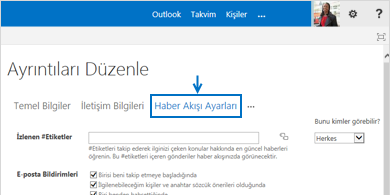 Outlook Takvim Kişiler ... ?
Ayrıntıları Düzenle
Temel Bilgiler İletişim Bilgileri Haber Akışı Ayarları ...
Bunu kimler görebilir?
İzlenen #Etiketler
Herkes
#Etiketleri takip ederek ilginizi çeken konular hakkında en güncel haberleri
öğrenin. Bu #etiketleri içeren gönderiler haber akışınızda görünecektir.
E-posta Bildirimleri
Birisi beni takip etmeye başladığında
İlgilenebileceğim kişiler ve anahtar sözcük önerileri olduğunda